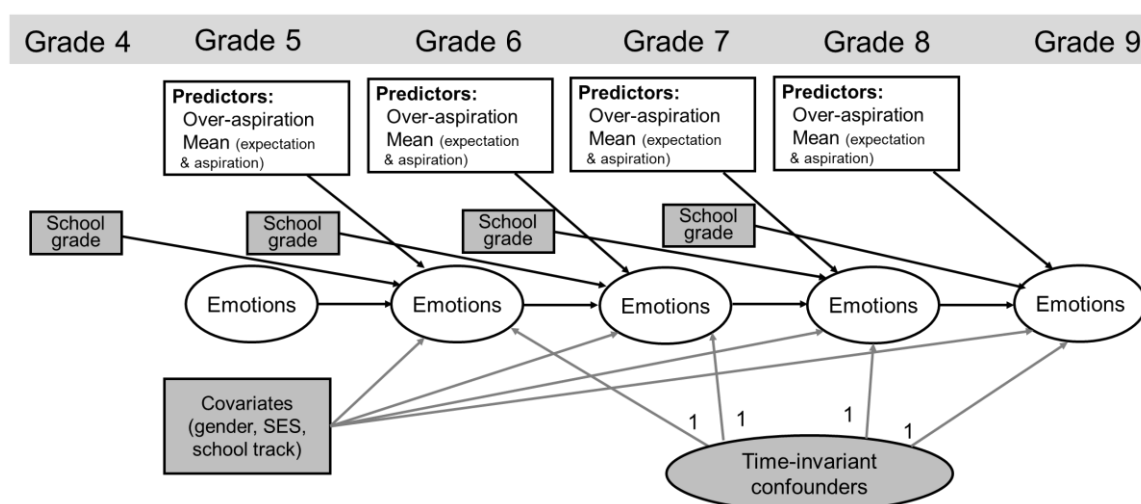 Grade 4 Grade 5 Grade 6 Grade 7 Grade 8 Grade 9
Predictors:
Over-aspiration
Mean (expectation
& aspiration)
Predictors:
Over-aspiration
Mean (expectation
& aspiration)
Predictors:
Over-aspiration
Mean (expectation
& aspiration)
Predictors:
Over-aspiration
Mean (expectation
& aspiration)
School
grade
School
grade
School
grade
School
grade
Emotions
Emotions
Emotions
Emotions
Emotions
Covariates
(gender, SES,
school track)
1
1
1
1
Time-invariant
confounders